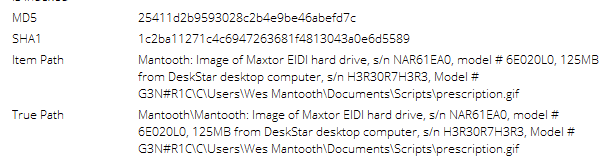 MD5 25411d2b9593028c2b4e9be46abefd7c
SHA1 1c2ba11271c4c6947263681f4813043a0e6d5589
Item Path Mantooth: Image of Maxtor EIDI hard drive, s/n NAR61EA0, model # 6E020L0, 125MB
from DeskStar desktop computer, s/n H3R30R7H3R3, Model #
G3N#R1C\C\Users\Wes Mantooth\Documents\Scripts\prescription.gif
True Path Mantooth\Mantooth: Image of Maxtor EIDI hard drive, s/n NAR61EA0, model #
6E020L0, 125MB from DeskStar desktop computer, s/n H3R30R7H3R3, Model #
G3N#R1C\C\Users\Wes Mantooth\Documents\Scripts\prescription.gif